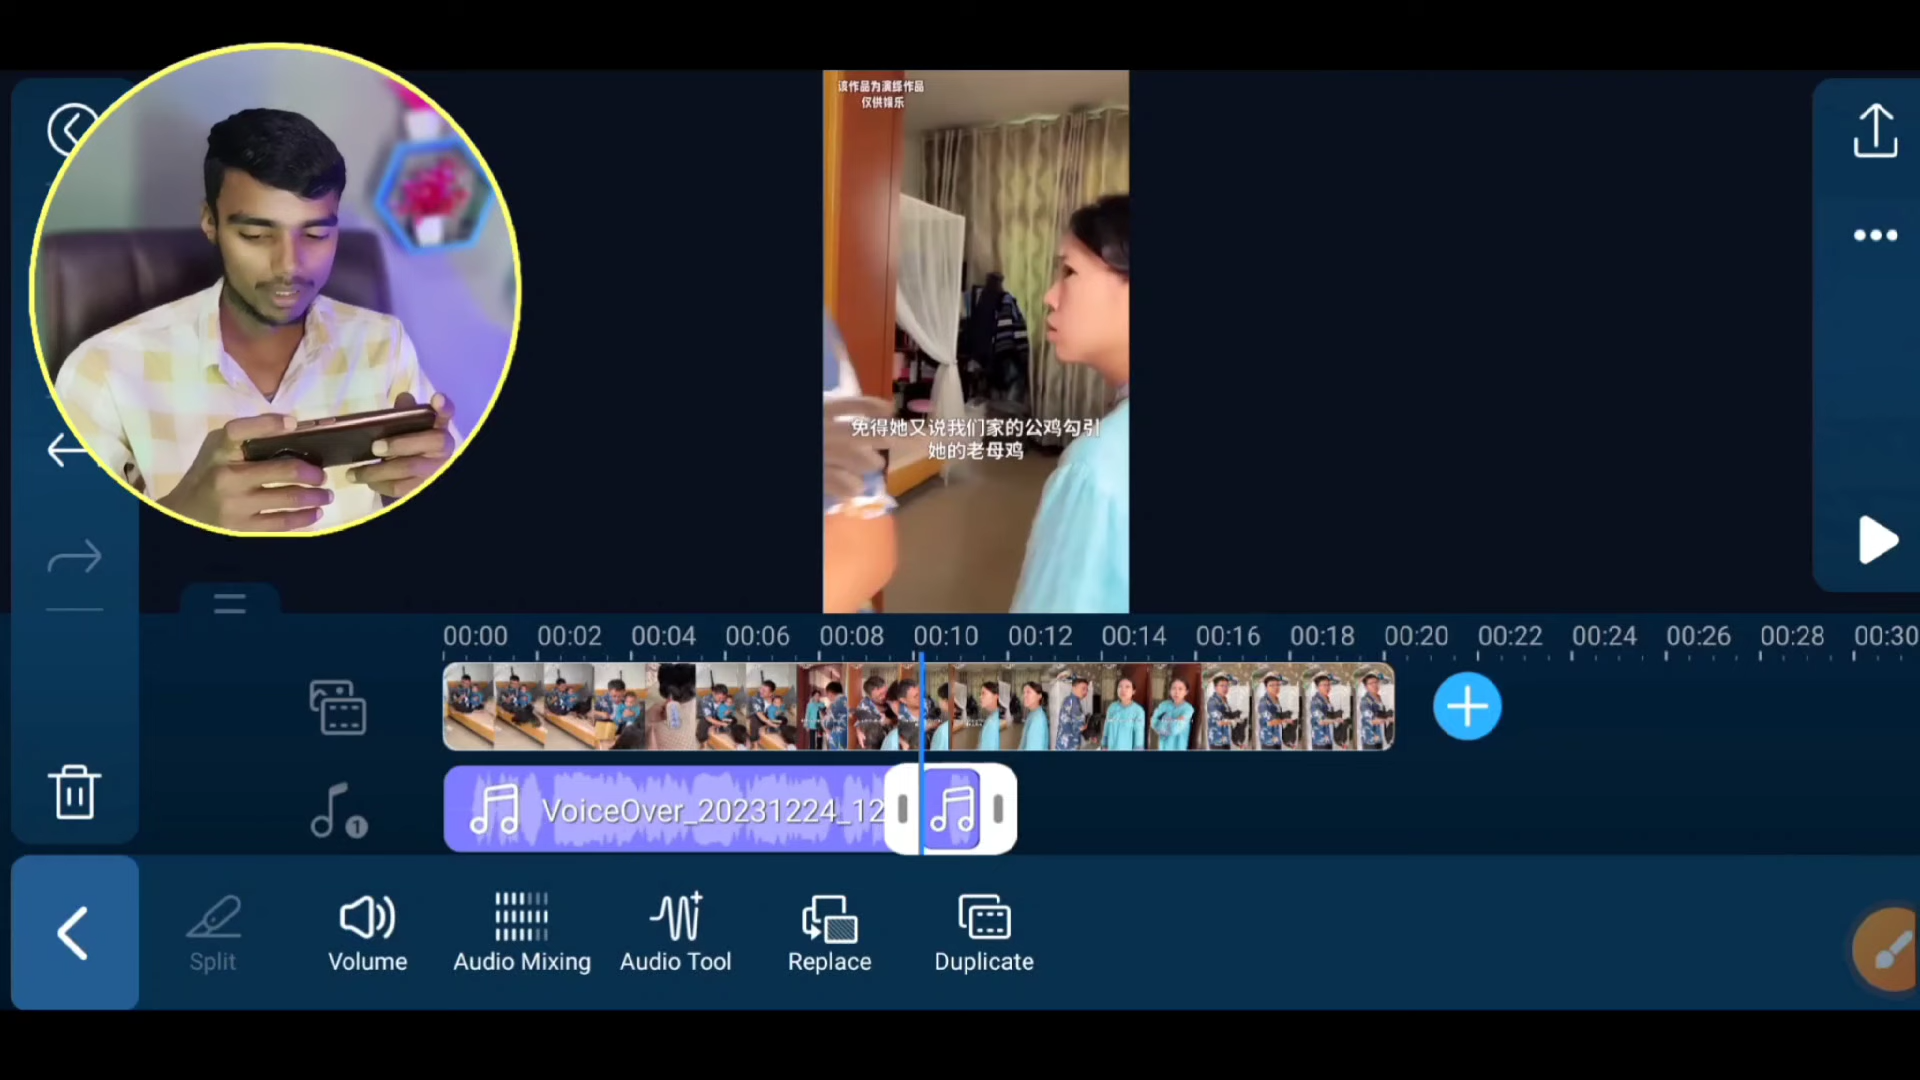 该作品为演绎作品
仅供娱乐
免得她又说我们家的公鸡勾引
她的老母鸡
00:00 00:02 00:04 00:06 00:08 00:10 00:12 00:14 00:16 00:18 00:20 00:22 00:24 00:26 00:28 00:30
VoiceOver_20231224_12
1
Split Volume Audio Mixing Audio Tool Replace Duplicate